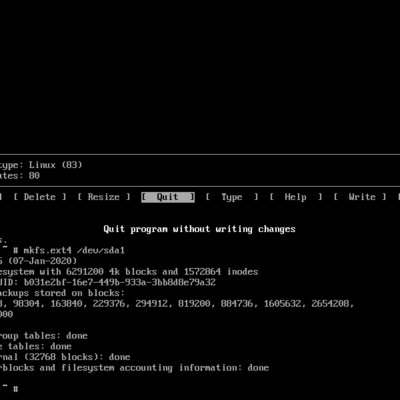 type: Linux (83)
utes: 80
] [ Delete ] [ Resize ] [ Quit ] [ Type ] [ Help ] [ Write ] [
Quit program without writing changes
s.
~ # mkfs.ext4 /dev/sda1
5 (07-Jan-2020)
esystem with 6291200 4k blocks and 1572864 inodes
UID: b031e2bf-16e7-449b-933a-3bb8d8e79a32
ackups stored on blocks:
8, 98304, 163840, 229376, 294912, 819200, 884736, 1605632, 2654208,
000
roup tables: done
e tables: done
rnal (32768 blocks): done
rblocks and filesystem accounting information: done
~ #